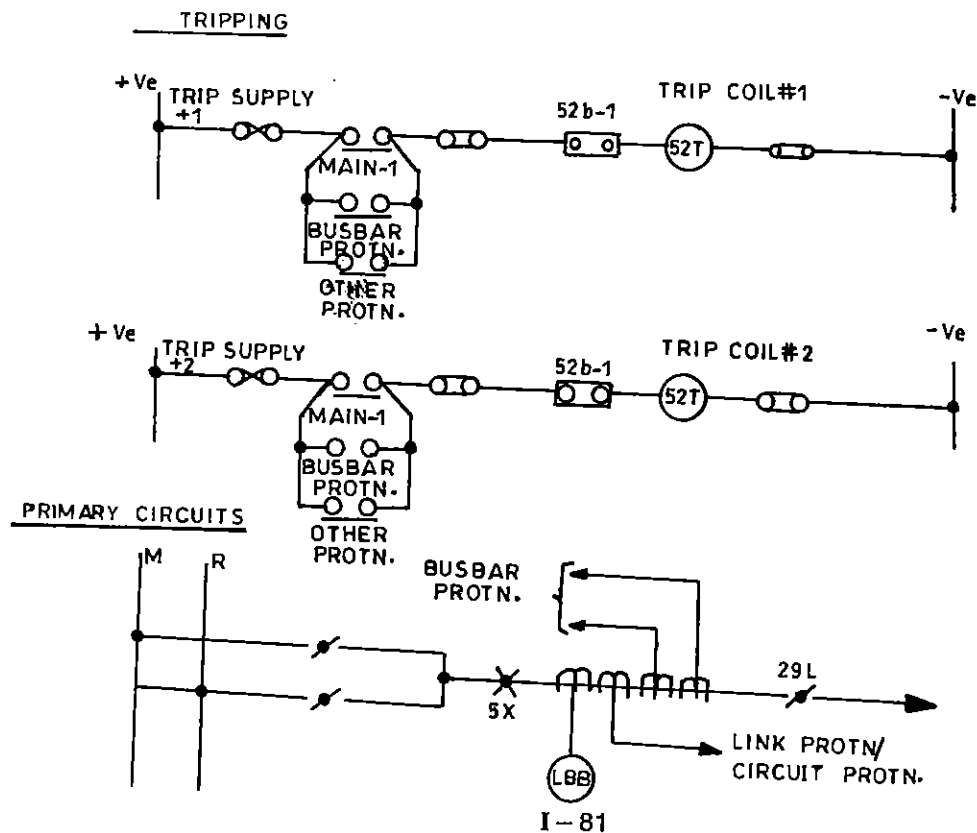 TRIPPING
+Ve
TRIP SUPPLY
+1
52b-1
TRIP COIL#1
-Ve
52T
MAIN-1
BUSBAR
PROTN.
OTHER
PROTN.
+Ve
TRIP SUPPLY
+2
52b-1
TRIP COIL#2
-Ve
52T
MAIN-1
BUSBAR
PROTN.
OTHER
PROTN.
PRIMARY CIRCUITS
M
R
BUSBAR
PROTN.
5X
29L
LBB
LINK PROTN/
CIRCUIT PROTN.
I-81